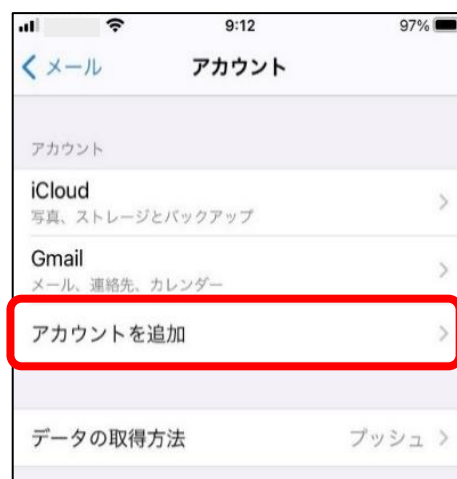 9:12 97%
メール アカウント
アカウント
iCloud
写真、ストレージとバックアップ
Gmail
メール、連絡先、カレンダー
アカウントを追加
データの取得方法 プッシュ